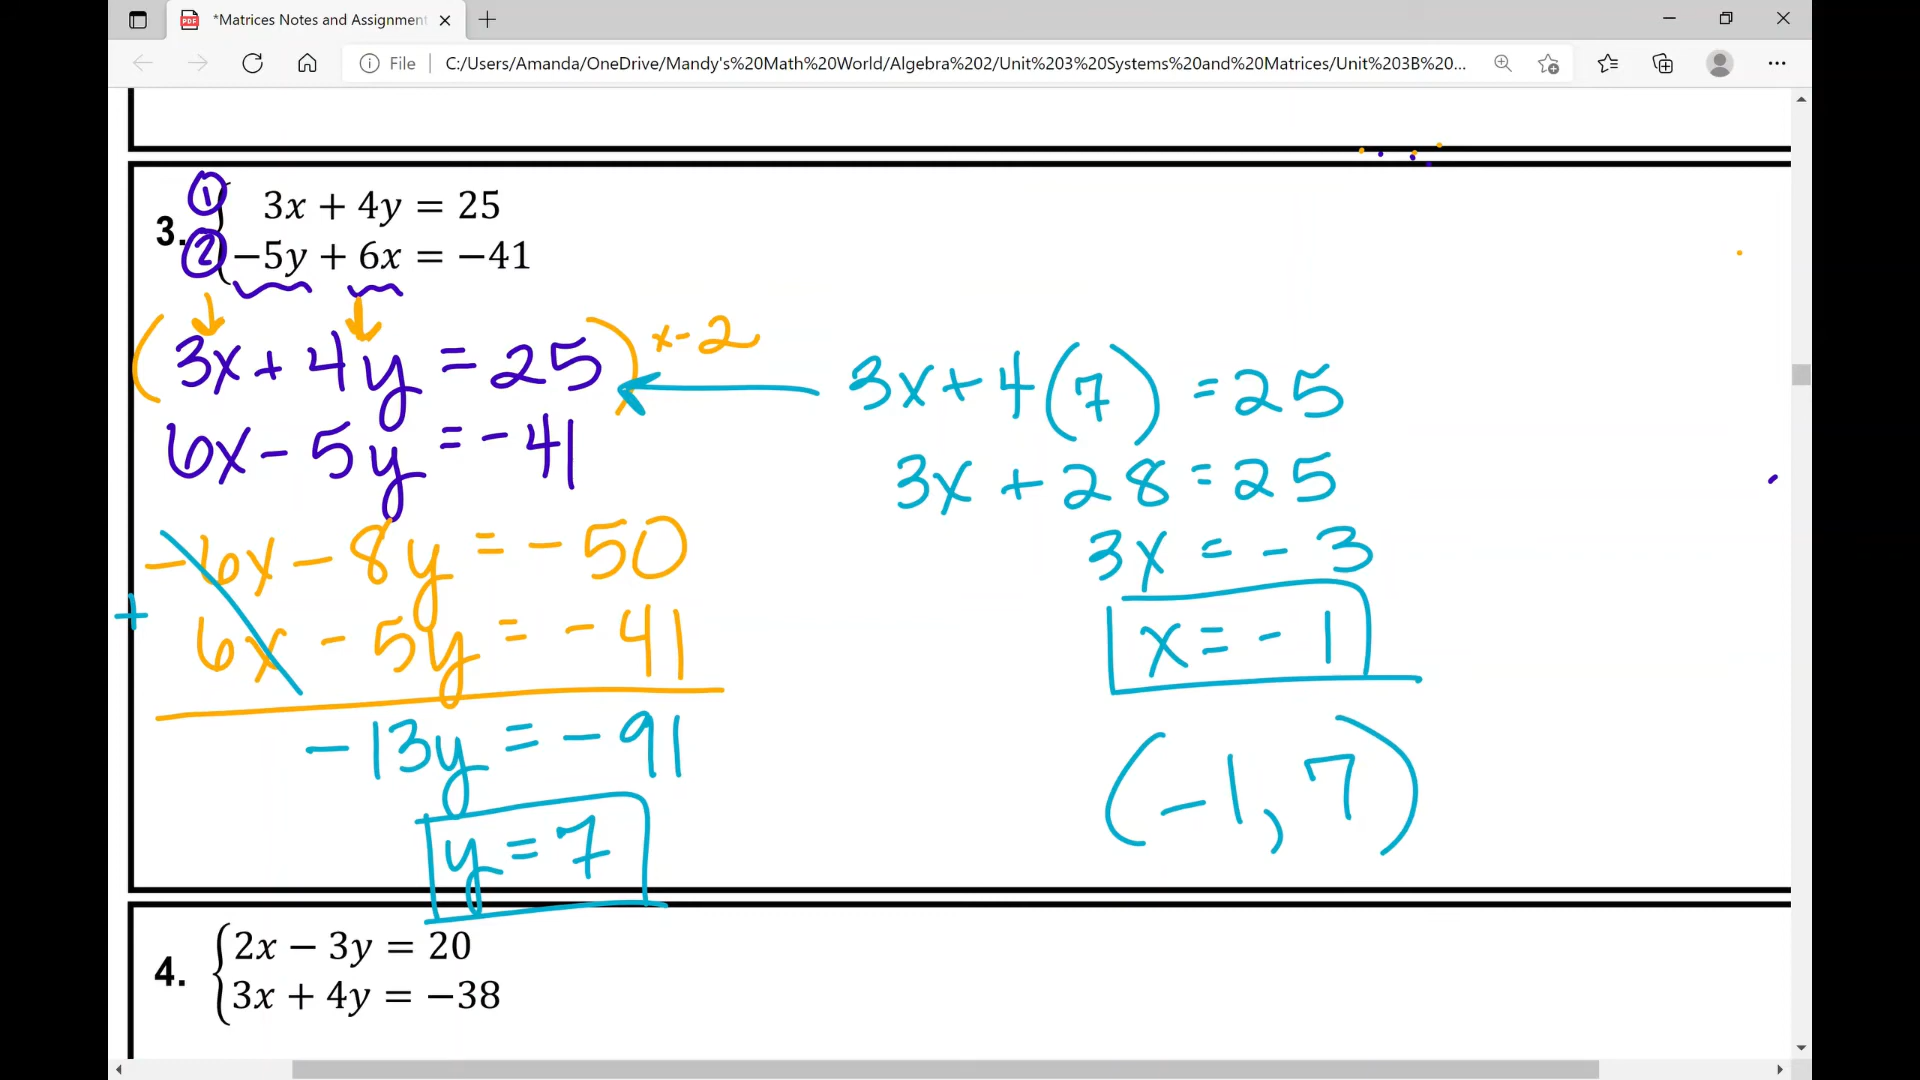 *Matrices Notes and Assignment
File
C:/Users/Amanda/OneDrive/Mandy's%20Math%20World/Algebra%202/Unit%203%20Systems%20and%20Matrices/Unit%203B%20...
3.
① 3x + 4y = 25
② −5y + 6x = −41
(3x + 4y = 25) x-2
6x - 5y = -41
-6x - 8y = -50
+ 6x - 5y = -41
-13y = -91
y = 7
3x + 4(7) = 25
3x + 28 = 25
3x = -3
x = -1
(-1, 7)
4.
2x − 3y = 20
3x + 4y = −38